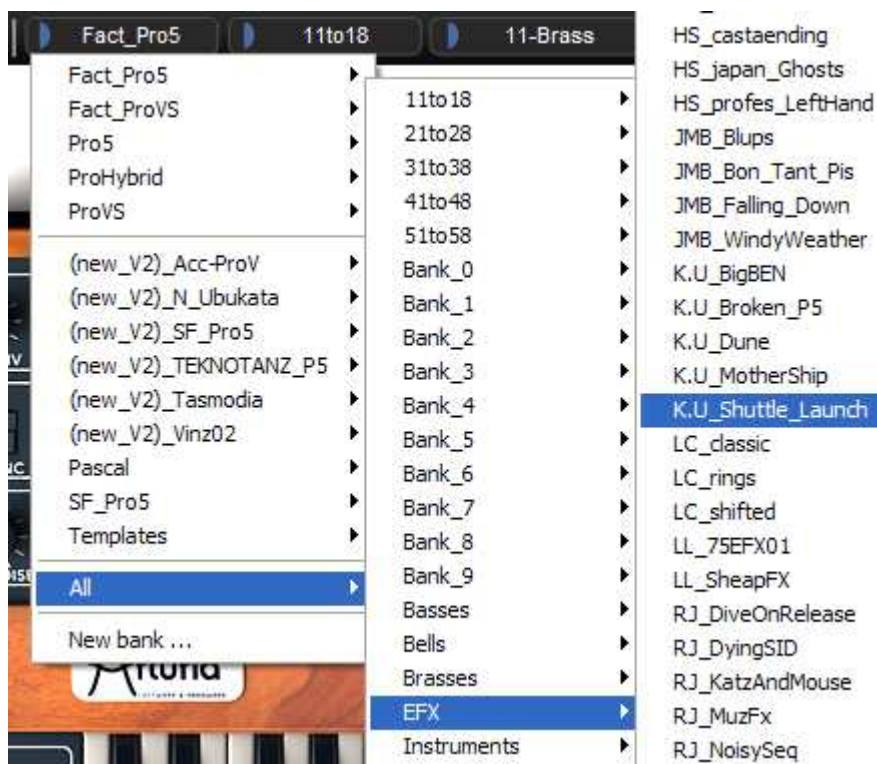 Fact_Pro5
11to18
11-Brass
Fact_Pro5
Fact_ProVS
Pro5
ProHybrid
ProVS
(new_V2)_Acc-ProV
(new_V2)_N_Ubukata
(new_V2)_SF_Pro5
(new_V2)_TEKNOTANZ_P5
(new_V2)_Tasmodia
(new_V2)_Vinz02
Pascal
SF_Pro5
Templates
All
New bank ...
11to18
21to28
31to38
41to48
51to58
Bank_0
Bank_1
Bank_2
Bank_3
Bank_4
Bank_5
Bank_6
Bank_7
Bank_8
Bank_9
Basses
Bells
Brasses
EFX
Instruments
HS_castaending
HS_japan_Ghosts
HS_profes_LeftHand
JMB_Blups
JMB_Bon_Tant_Pis
JMB_Falling_Down
JMB_WindyWeather
K.U_BigBEN
K.U_Broken_P5
K.U_Dune
K.U_MotherShip
K.U_Shuttle_Launch
LC_classic
LC_rings
LC_shifted
LL_75EFX01
LL_SheapFX
RJ_DiveOnRelease
RJ_DyingSID
RJ_KatzAndMouse
RJ_MuzFx
RJ_NoisySeq